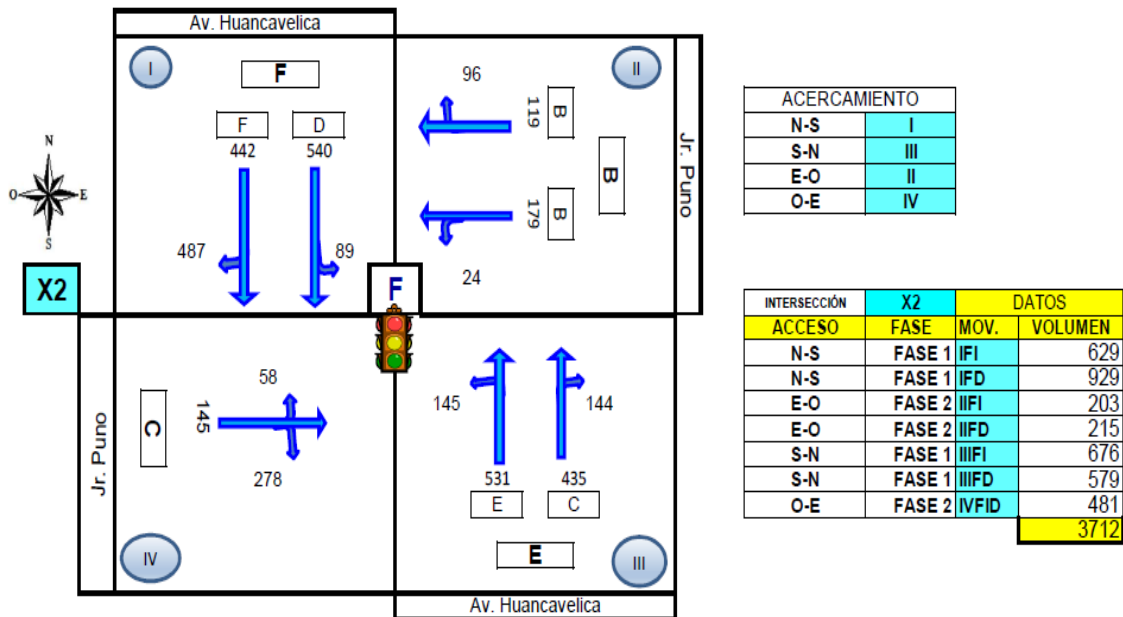 Av. Huancavelica
I
F
II
F
D
442
540
487
89
96
119
B
179
B
24
B
Jr. Puno
N
O
E
S
X2
F
Jr. Puno
C
145
58
278
IV
145
144
531
435
E
C
E
III
Av. Huancavelica
ACERCAMIENTO
N-S I
S-N III
E-O II
O-E IV
INTERSECCIÓN X2 DATOS
ACCESO FASE MOV. VOLUMEN
N-S FASE 1 IFI 629
N-S FASE 1 IFD 929
E-O FASE 2 IIFI 203
E-O FASE 2 IIFD 215
S-N FASE 1 IIIFI 676
S-N FASE 1 IIIFD 579
O-E FASE 2 IVFID 481
3712